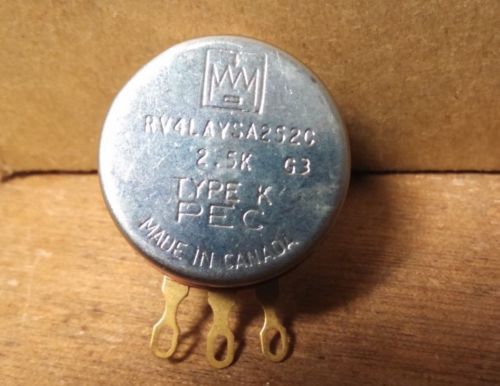 RV4LAYSA252C
2.5K G3
TYPE K
PEC
MADE IN CANADA